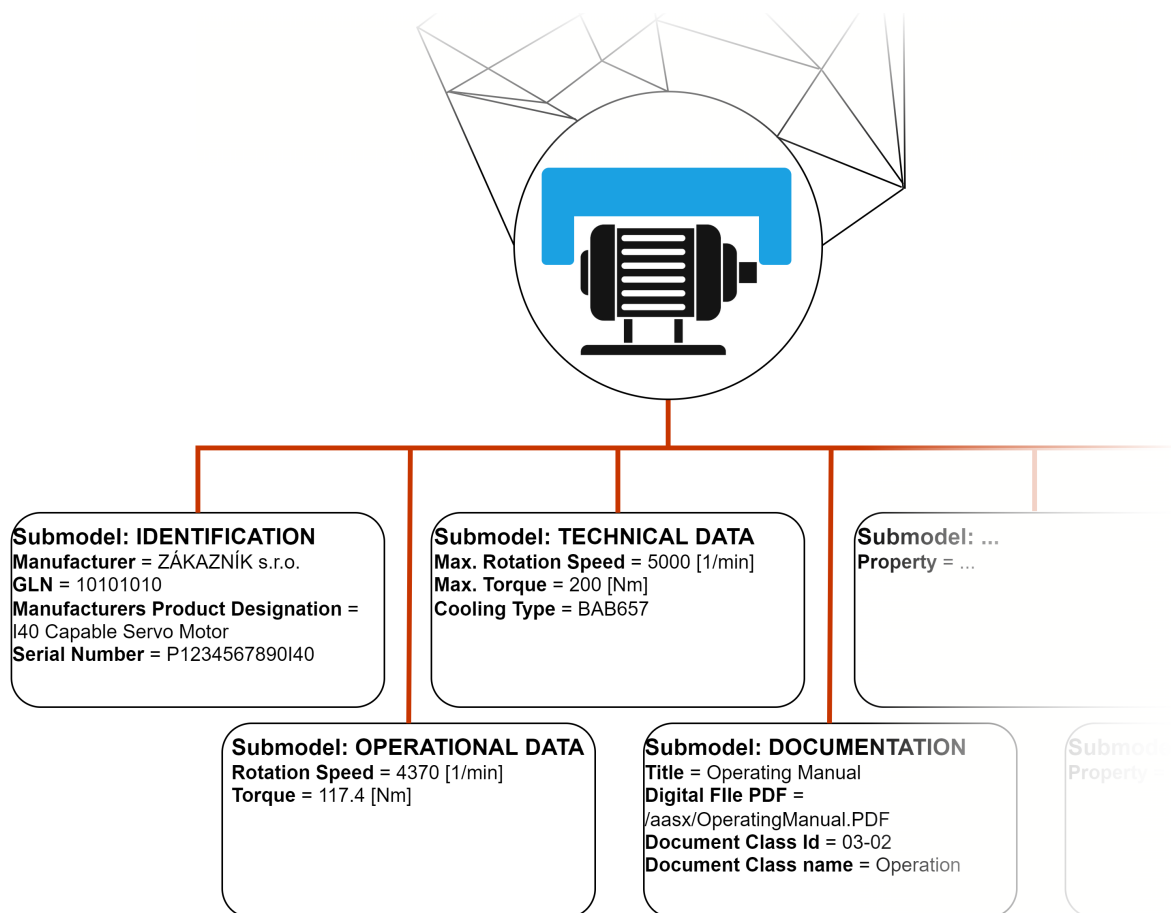 Submodel: IDENTIFICATION
Manufacturer = ZÁKAZNÍK s.r.o.
GLN = 10101010
Manufacturers Product Designation =
I40 Capable Servo Motor
Serial Number = P1234567890I40
Submodel: TECHNICAL DATA
Max. Rotation Speed = 5000 [1/min]
Max. Torque = 200 [Nm]
Cooling Type = BAB657
Submodel: ...
Property = ...
Submodel: OPERATIONAL DATA
Rotation Speed = 4370 [1/min]
Torque = 117.4 [Nm]
Submodel: DOCUMENTATION
Title = Operating Manual
Digital FIle PDF =
/aasx/OperatingManual.PDF
Document Class Id = 03-02
Document Class name = Operation
Property